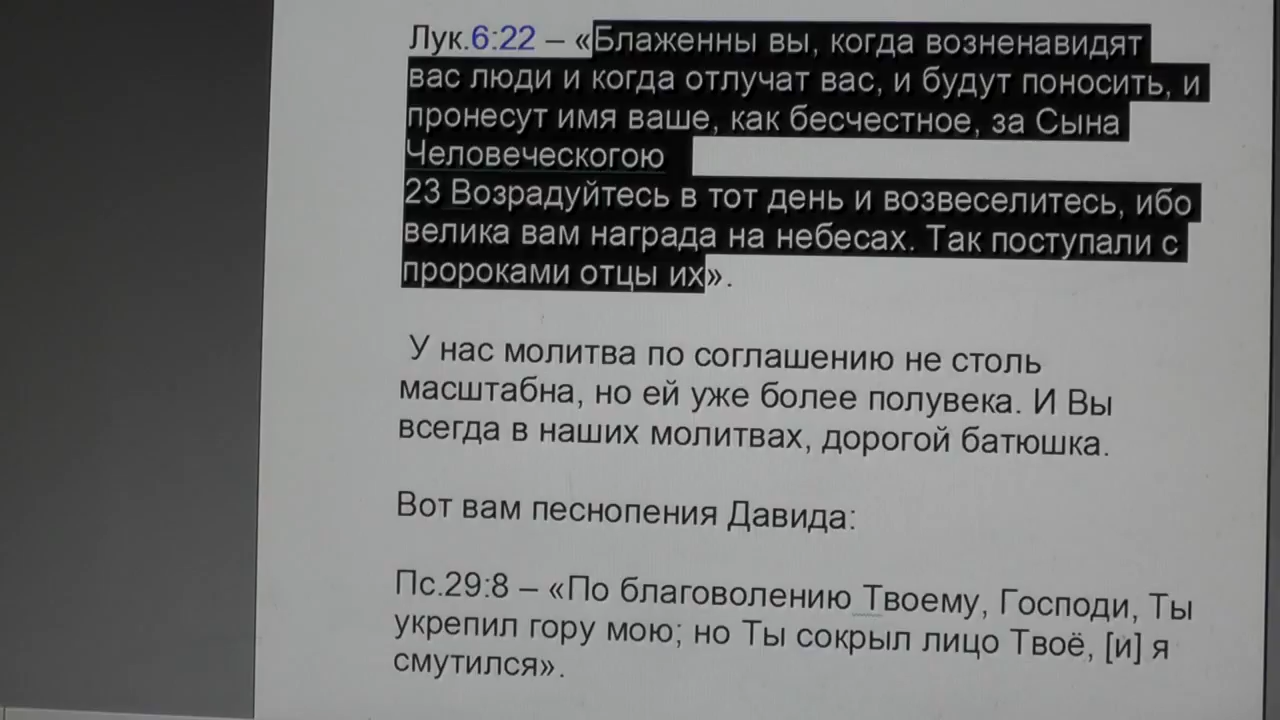 Лук.6:22 – «Блаженны вы, когда возненавидят
вас люди и когда отлучат вас, и будут поносить, и
пронесут имя ваше, как бесчестное, за Сына
Человеческогою
23 Возрадуйтесь в тот день и возвеселитесь, ибо
велика вам награда на небесах. Так поступали с
пророками отцы их».
У нас молитва по соглашению не столь
масштабна, но ей уже более полувека. И Вы
всегда в наших молитвах, дорогой батюшка.
Вот вам песнопения Давида:
Пс.29:8 – «По благоволению Твоему, Господи, Ты
укрепил гору мою; но Ты сокрыл лицо Твоё, [и] я
смутился».